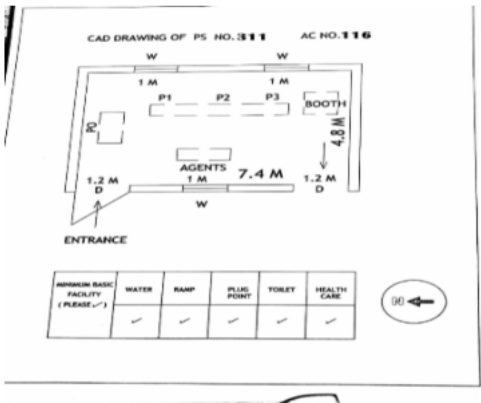 CAD DRAWING OF PS NO.311 AC NO.116
W W
1 M 1 M
P1 P2 P3 BOOTH
PO
4.8 M
AGENTS
1.2 M 1 M 7.4 M 1.2 M
D D
W
ENTRANCE
MINIMUM BASIC FACILITY (PLEASE ✓) WATER RAMP PLUG POINT TOILET HEALTH CARE
✓ ✓ ✓ ✓ ✓
N